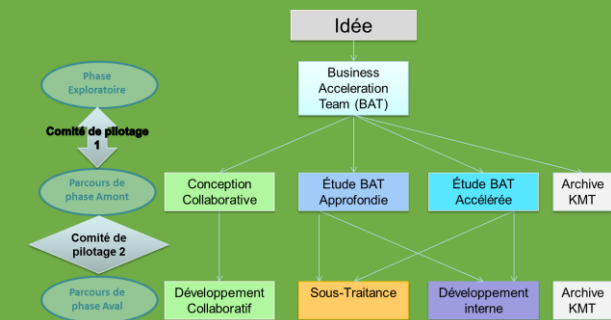 Idée
Phase
Exploratoire
Business
Acceleration
Team (BAT)
Comité de pilotage
1
Parcours de
phase Amont
Conception
Collaborative
Étude BAT
Approfondie
Étude BAT
Accélérée
Archive
KMT
Comité de
pilotage 2
Parcours de
phase Aval
Développement
Collaboratif
Sous-Traitance
Développement
interne
Archive
KMT